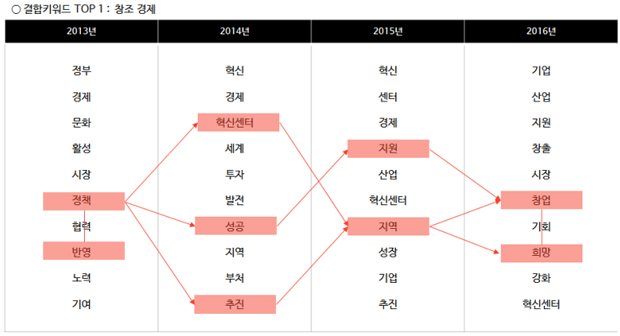 ○ 결합키워드 TOP 1 : 창조 경제
2013년 2014년 2015년 2016년
정부 혁신 혁신 기업
경제 경제 센터 산업
문화 혁신센터 경제 지원
활성 세계 지원 창출
시장 투자 산업 시장
정책 발전 혁신센터 창업
협력 성공 지역 기회
반영 지역 성장 희망
노력 부처 기업 강화
기여 추진 추진 혁신센터